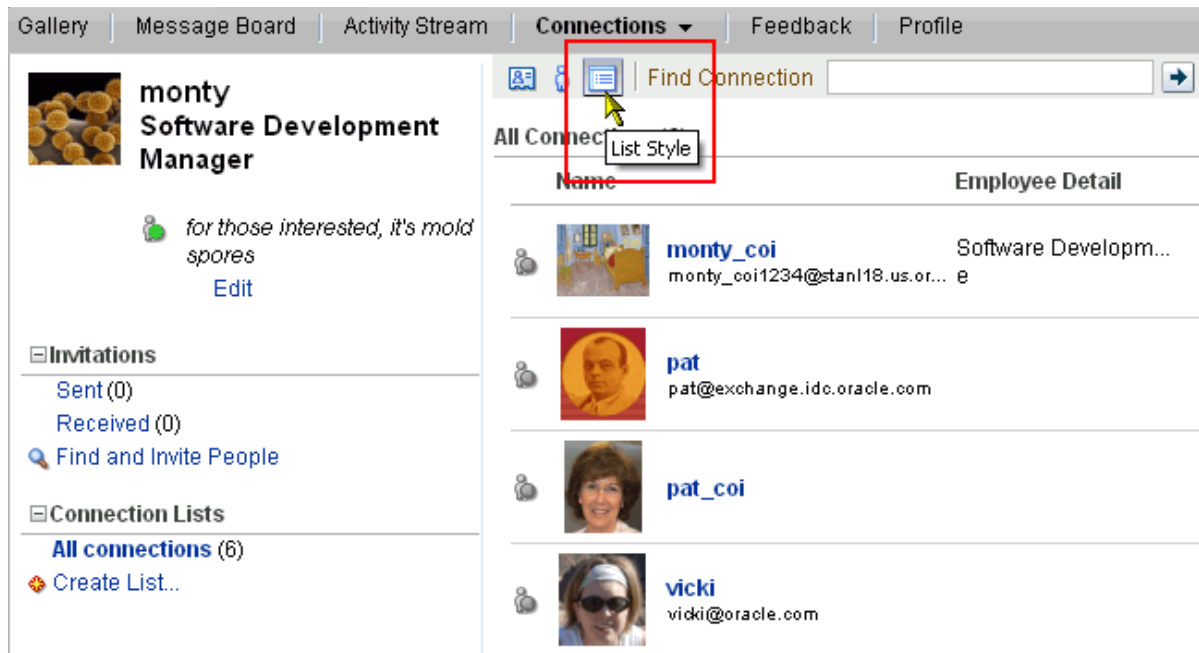 Gallery Message Board Activity Stream Connections Feedback Profile
monty
Software Development
Manager
for those interested, it's mold
spores
Edit
Invitations
Sent (0)
Received (0)
Find and Invite People
Connection Lists
All connections (6)
Create List...
Find Connection
All Connec
List Style
Name Employee Detail
monty_coi Software Developm...
monty_coi1234@stanl18.us.or... e
pat
pat@exchange.idc.oracle.com
pat_coi
vicki
vicki@oracle.com